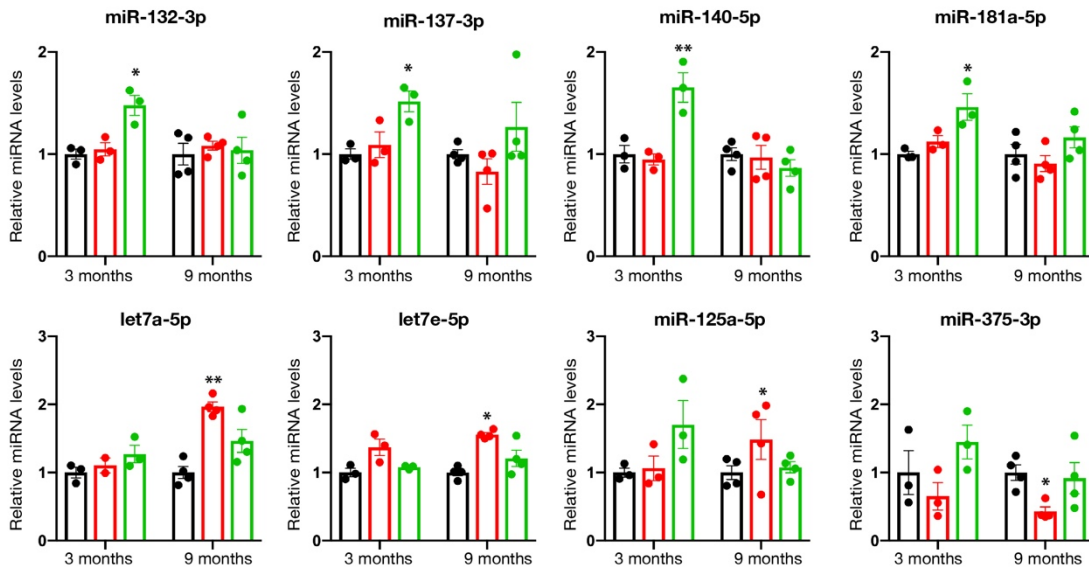 miR-132-3p
miR-137-3p
miR-140-5p
miR-181a-5p
Relative miRNA levels
2
1
0
*
3 months
9 months
Relative miRNA levels
2
1
0
*
3 months
9 months
Relative miRNA levels
2
1
0
**
3 months
9 months
Relative miRNA levels
2
1
0
*
3 months
9 months
let7a-5p
let7e-5p
miR-125a-5p
miR-375-3p
Relative miRNA levels
3
2
1
0
**
3 months
9 months
Relative miRNA levels
3
2
1
0
*
3 months
9 months
Relative miRNA levels
3
2
1
0
*
3 months
9 months
Relative miRNA levels
3
2
1
0
*
3 months
9 months